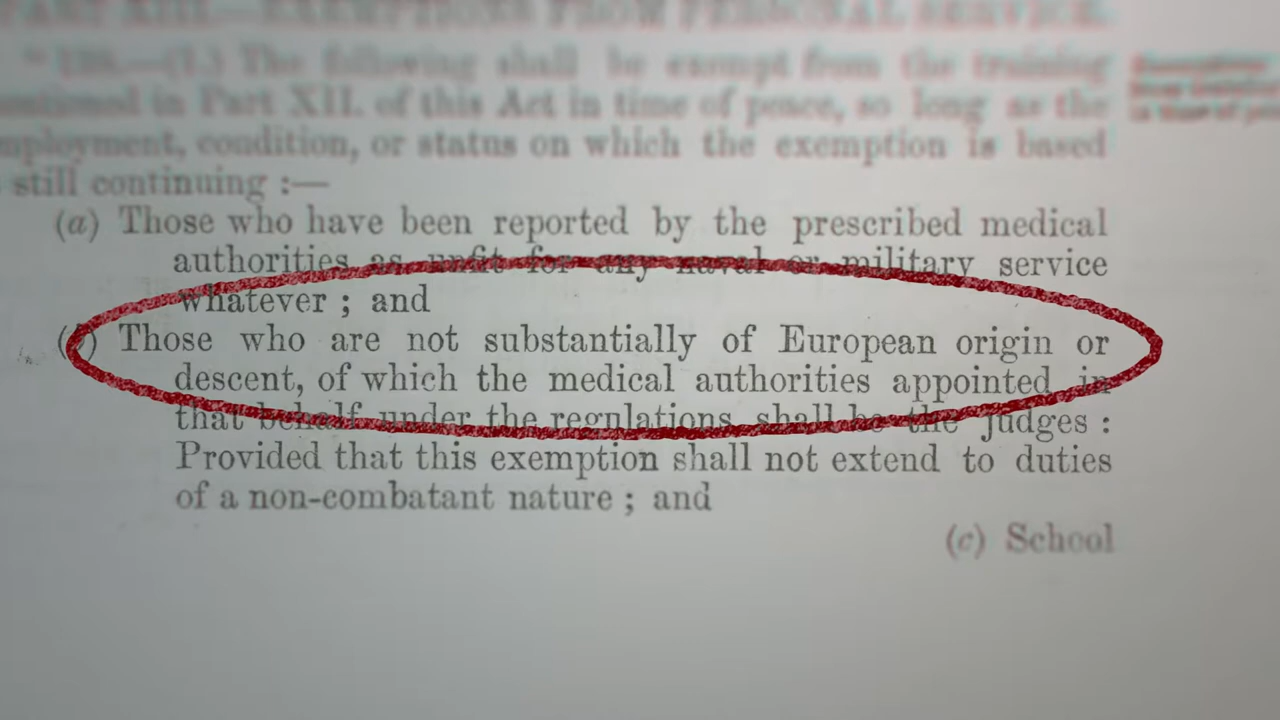 PART XIII.—EXEMPTIONS FROM PERSONAL SERVICE.
"138.—(1.) The following shall be exempt from the training
mentioned in Part XII. of this Act in time of peace, so long as the
employment, condition, or status on which the exemption is based
still continuing :—
(a) Those who have been reported by the prescribed medical
authorities as unfit for any naval or military service
whatever ; and
(b) Those who are not substantially of European origin or
descent, of which the medical authorities appointed in
that behalf under the regulations shall be the judges :
Provided that this exemption shall not extend to duties
of a non-combatant nature ; and
(c) School